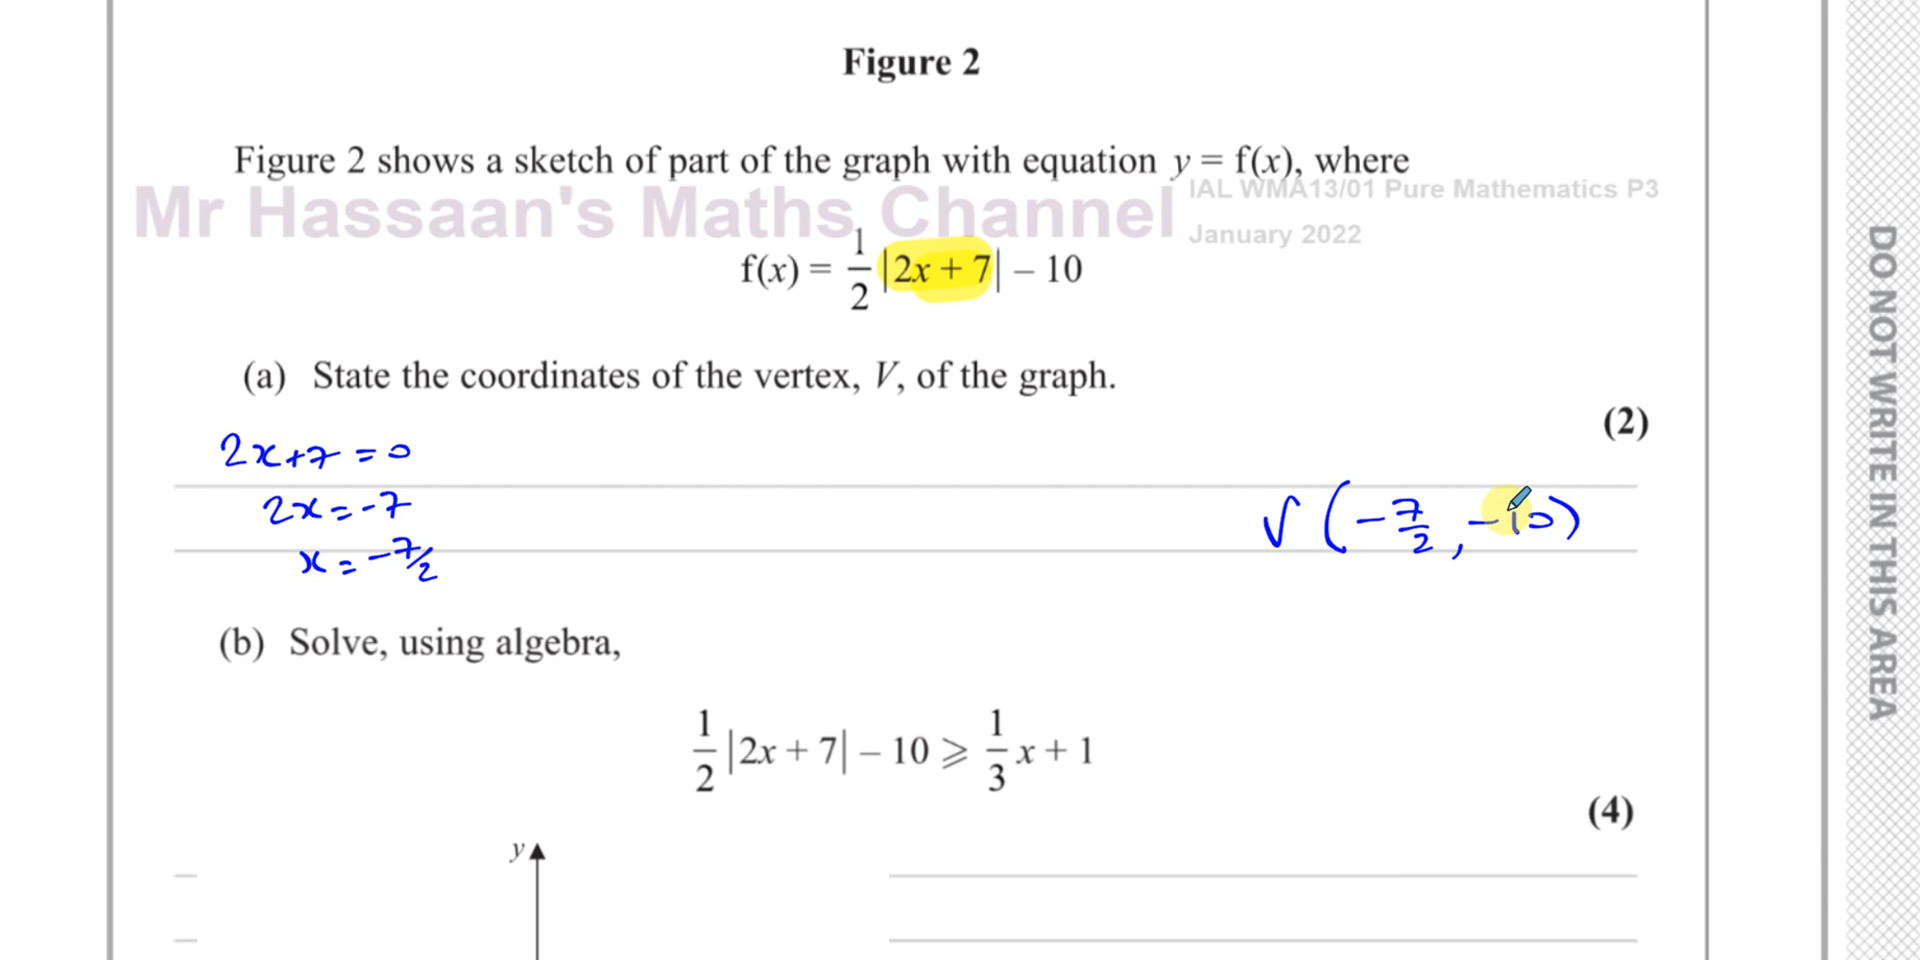 Figure 2
Figure 2 shows a sketch of part of the graph with equation y = f(x), where
Mr Hassaan's Maths Channel
IAL WMA13/01 Pure Mathematics P3
January 2022
f(x) = 1/2 |2x + 7| – 10
(a) State the coordinates of the vertex, V, of the graph.
(2)
2x+7=0
2x=-7
x=-7/2
V (-7/2, -10)
(b) Solve, using algebra,
1/2 |2x + 7| – 10 ⩾ 1/3 x + 1
(4)
y
DO NOT WRITE IN THIS AREA